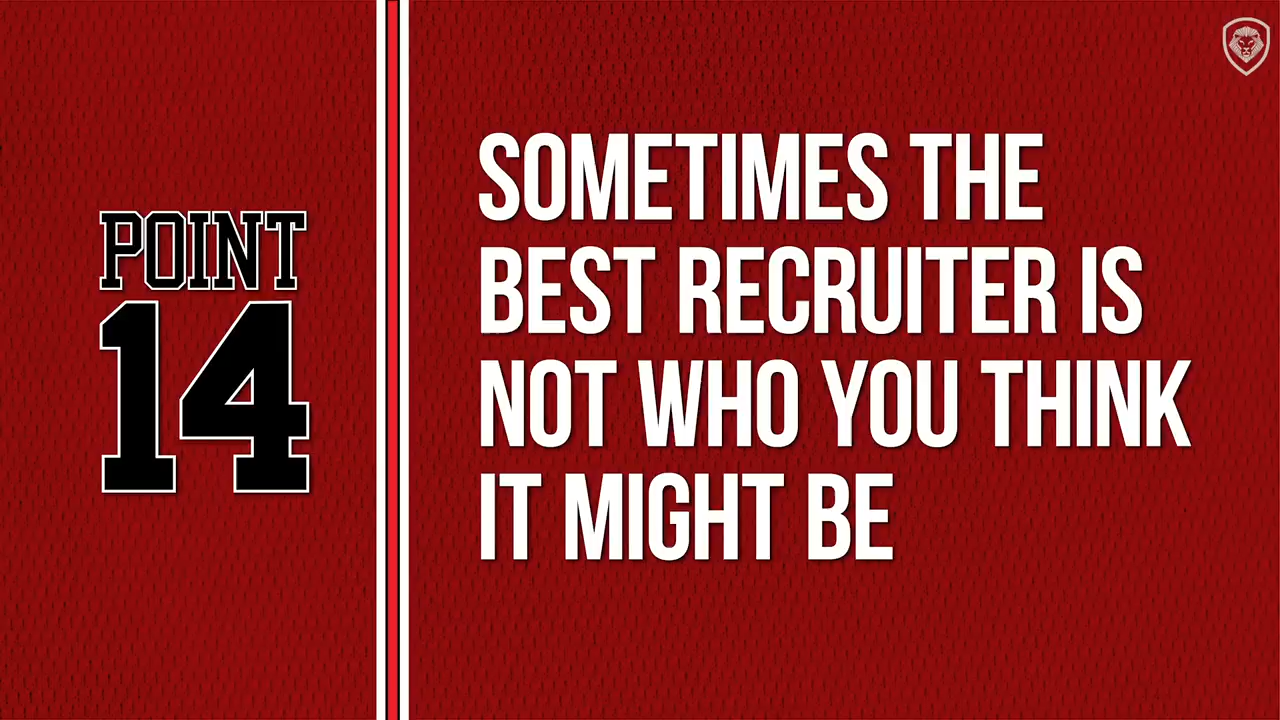 POINT
14
SOMETIMES THE
BEST RECRUITER IS
NOT WHO YOU THINK
IT MIGHT BE